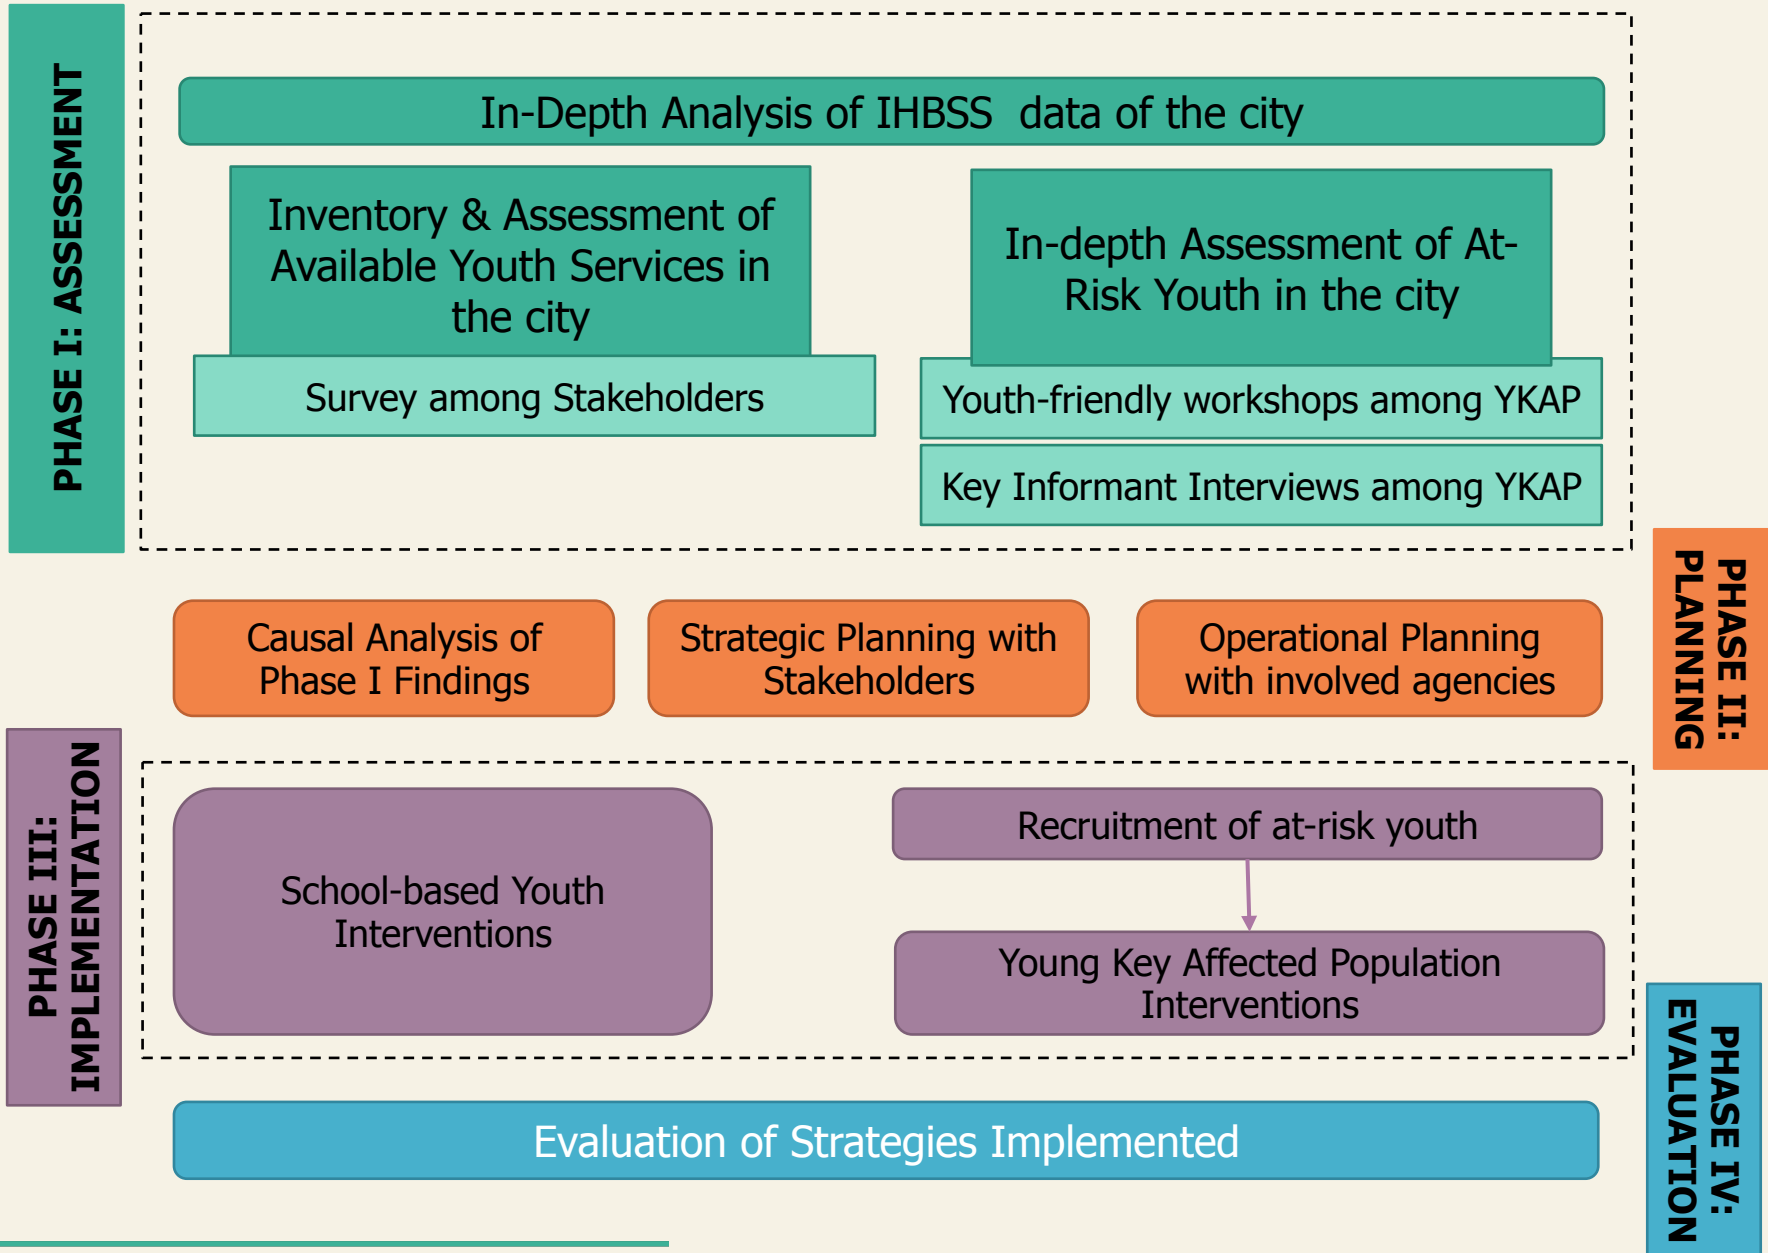 PHASE I: ASSESSMENT
In-Depth Analysis of IHBSS  data of the city
Inventory & Assessment of
Available Youth Services in
the city
Survey among Stakeholders
In-depth Assessment of At-
Risk Youth in the city
Youth-friendly workshops among YKAP
Key Informant Interviews among YKAP
PHASE II:
PLANNING
Causal Analysis of
Phase I Findings
Strategic Planning with
Stakeholders
Operational Planning
with involved agencies
PHASE III:
IMPLEMENTATION
School-based Youth
Interventions
Recruitment of at-risk youth
Young Key Affected Population
Interventions
PHASE IV:
EVALUATION
Evaluation of Strategies Implemented